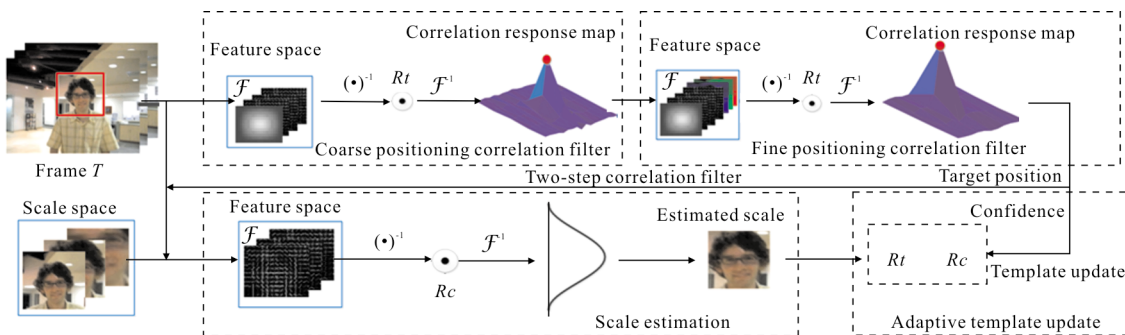 Feature space
Correlation response map
ℱ
(•)⁻¹
Rt
ℱ⁻¹
Coarse positioning correlation filter
Feature space
Correlation response map
ℱ
(•)⁻¹
Rt
ℱ⁻¹
Fine positioning correlation filter
Frame T
Two-step correlation filter
Target position
Scale space
Feature space
ℱ
(•)⁻¹
Rc
ℱ⁻¹
Estimated scale
Scale estimation
Confidence
Rt Rc
Template update
Adaptive template update